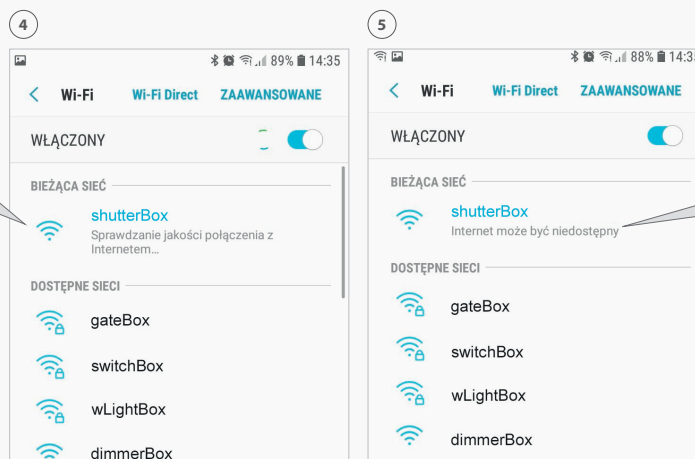 4
89% 14:35
Wi-Fi Wi-Fi Direct ZAAWANSOWANE
WŁĄCZONY
BIEŻĄCA SIEĆ
shutterBox
Sprawdzanie jakości połączenia z
Internetem...
DOSTĘPNE SIECI
gateBox
switchBox
wLightBox
dimmerBox
5
88% 14:35
Wi-Fi Wi-Fi Direct ZAAWANSOWANE
WŁĄCZONY
BIEŻĄCA SIEĆ
shutterBox
Internet może być niedostępny
DOSTĘPNE SIECI
gateBox
switchBox
wLightBox
dimmerBox